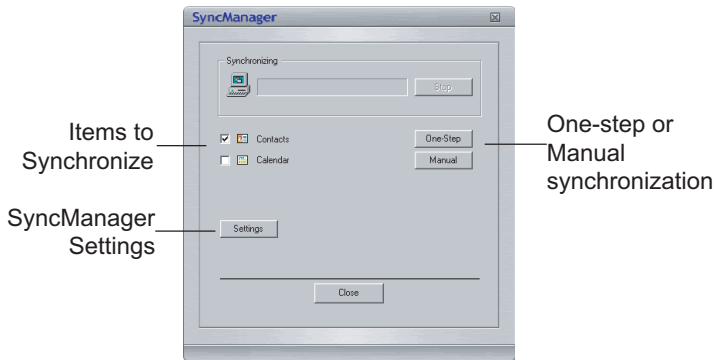 SyncManager
Synchronizing
Stop
Items to
Synchronize
Contacts
Calendar
One-Step
Manual
One-step or
Manual
synchronization
SyncManager
Settings
Settings
Close